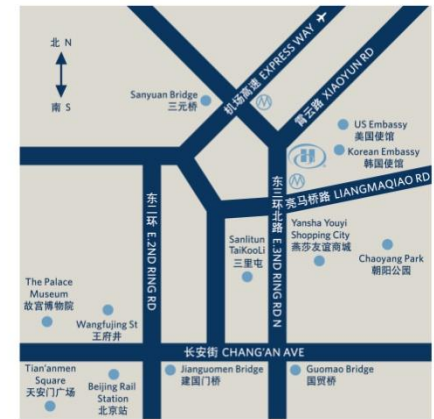 北 N
南 S
机场高速 EXPRESS WAY
霄云路 XIAOYUN RD
Sanyuan Bridge
三元桥
US Embassy
美国使馆
Korean Embassy
韩国使馆
亮马桥路 LIANGMAQIAO RD
东二环 E.2ND RING RD
东三环北路 E.3ND RING RD N
Sanlitun
TaiKooLi
三里屯
Yansha Youyi
Shopping City
燕莎友谊商城
Chaoyang Park
朝阳公园
The Palace
Museum
故宫博物院
Wangfujing St
王府井
长安街 CHANG'AN AVE
Tian'anmen
Square
天安门广场
Beijing Rail
Station
北京站
Jianguomen Bridge
建国门桥
Guomao Bridge
国贸桥